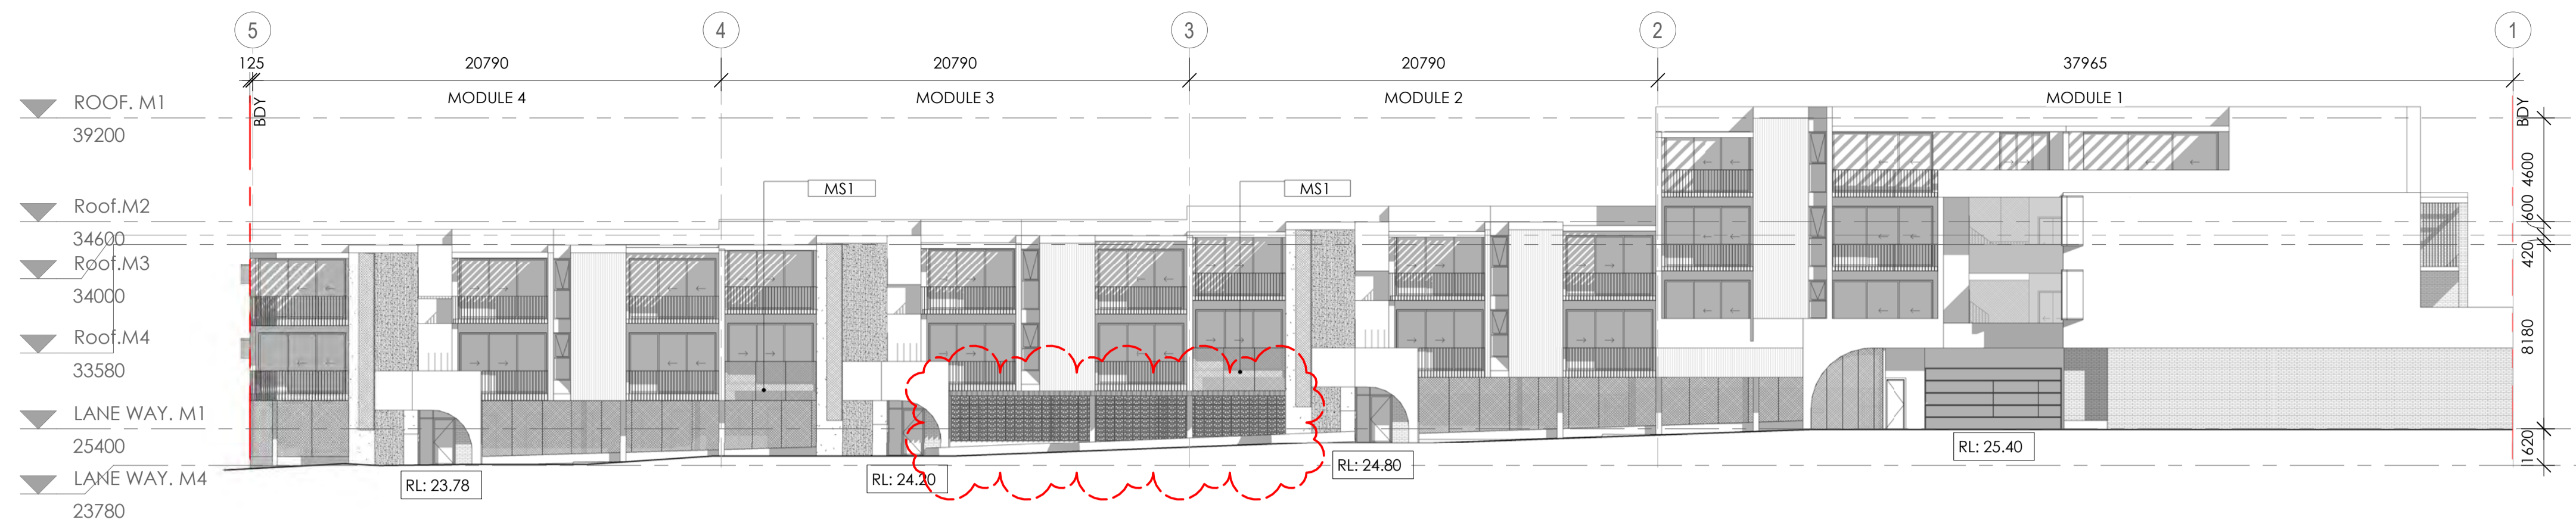 5 4 3 2 1
125 20790 20790 20790 37965
BDY MODULE 4 MODULE 3 MODULE 2 MODULE 1 BDY
ROOF. M1
39200
Roof.M2
34600
Roof.M3
34000
Roof.M4
33580
LANE WAY. M1
25400
LANE WAY. M4
23780
MS1 MS1
4600
600
420
8180
1620
RL: 23.78
RL: 24.20
RL: 24.80
RL: 25.40